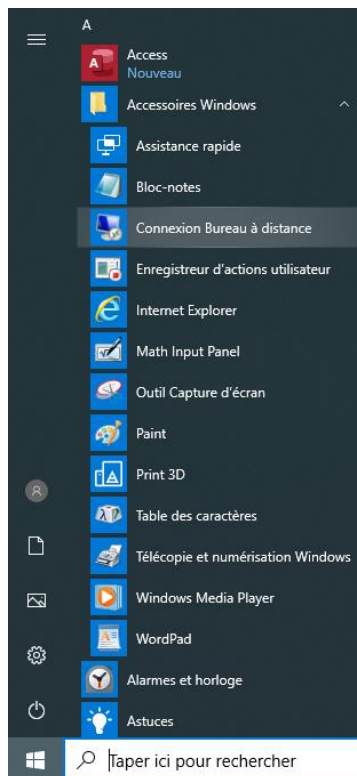 A
Access
Nouveau
Accessoires Windows
Assistance rapide
Bloc-notes
Connexion Bureau à distance
Enregistreur d'actions utilisateur
Internet Explorer
Math Input Panel
Outil Capture d'écran
Paint
Print 3D
Table des caractères
Télécopie et numérisation Windows
Windows Media Player
WordPad
Alarmes et horloge
Astuces
Taper ici pour rechercher